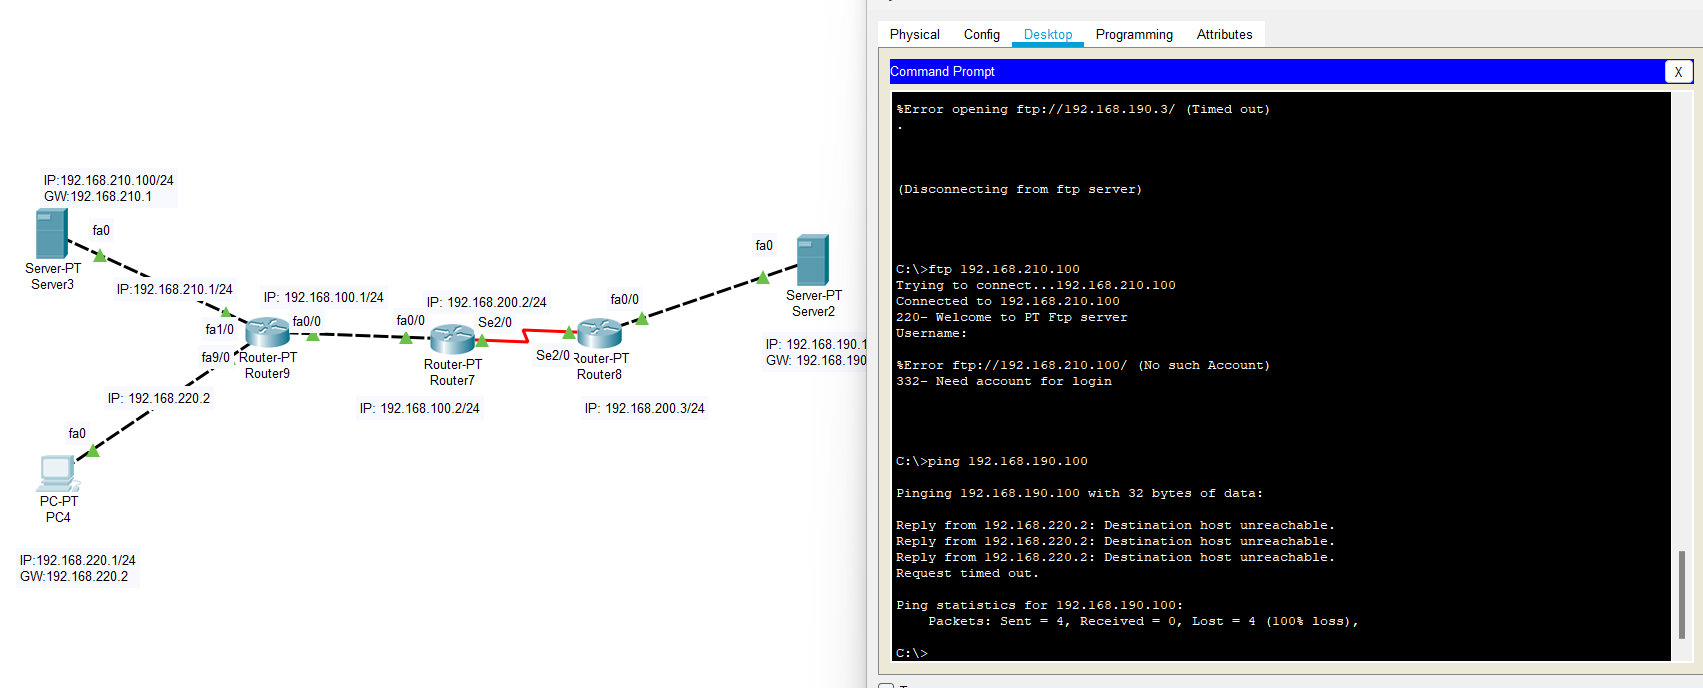 Physical Config Desktop Programming Attributes
Command Prompt
X
%Error opening ftp://192.168.190.3/ (Timed out)
.
(Disconnecting from ftp server)
C:\>ftp 192.168.210.100
Trying to connect...192.168.210.100
Connected to 192.168.210.100
220- Welcome to PT Ftp server
Username:
%Error ftp://192.168.210.100/ (No such Account)
332- Need account for login
C:\>ping 192.168.190.100
Pinging 192.168.190.100 with 32 bytes of data:
Reply from 192.168.220.2: Destination host unreachable.
Reply from 192.168.220.2: Destination host unreachable.
Reply from 192.168.220.2: Destination host unreachable.
Request timed out.
Ping statistics for 192.168.190.100:
Packets: Sent = 4, Received = 0, Lost = 4 (100% loss),
C:\>
IP:192.168.210.100/24
GW:192.168.210.1
fa0
Server-PT
Server3
IP:192.168.210.1/24
fa1/0
IP: 192.168.100.1/24
fa0/0
fa9/0
Router-PT
Router9
IP: 192.168.220.2
fa0
PC-PT
PC4
IP:192.168.220.1/24
GW:192.168.220.2
fa0/0
IP: 192.168.200.2/24
Se2/0
Router-PT
Router7
IP: 192.168.100.2/24
fa0/0
Se2/0
Router-PT
Router8
IP: 192.168.200.3/24
fa0
Server-PT
Server2
IP: 192.168.190.1
GW: 192.168.190